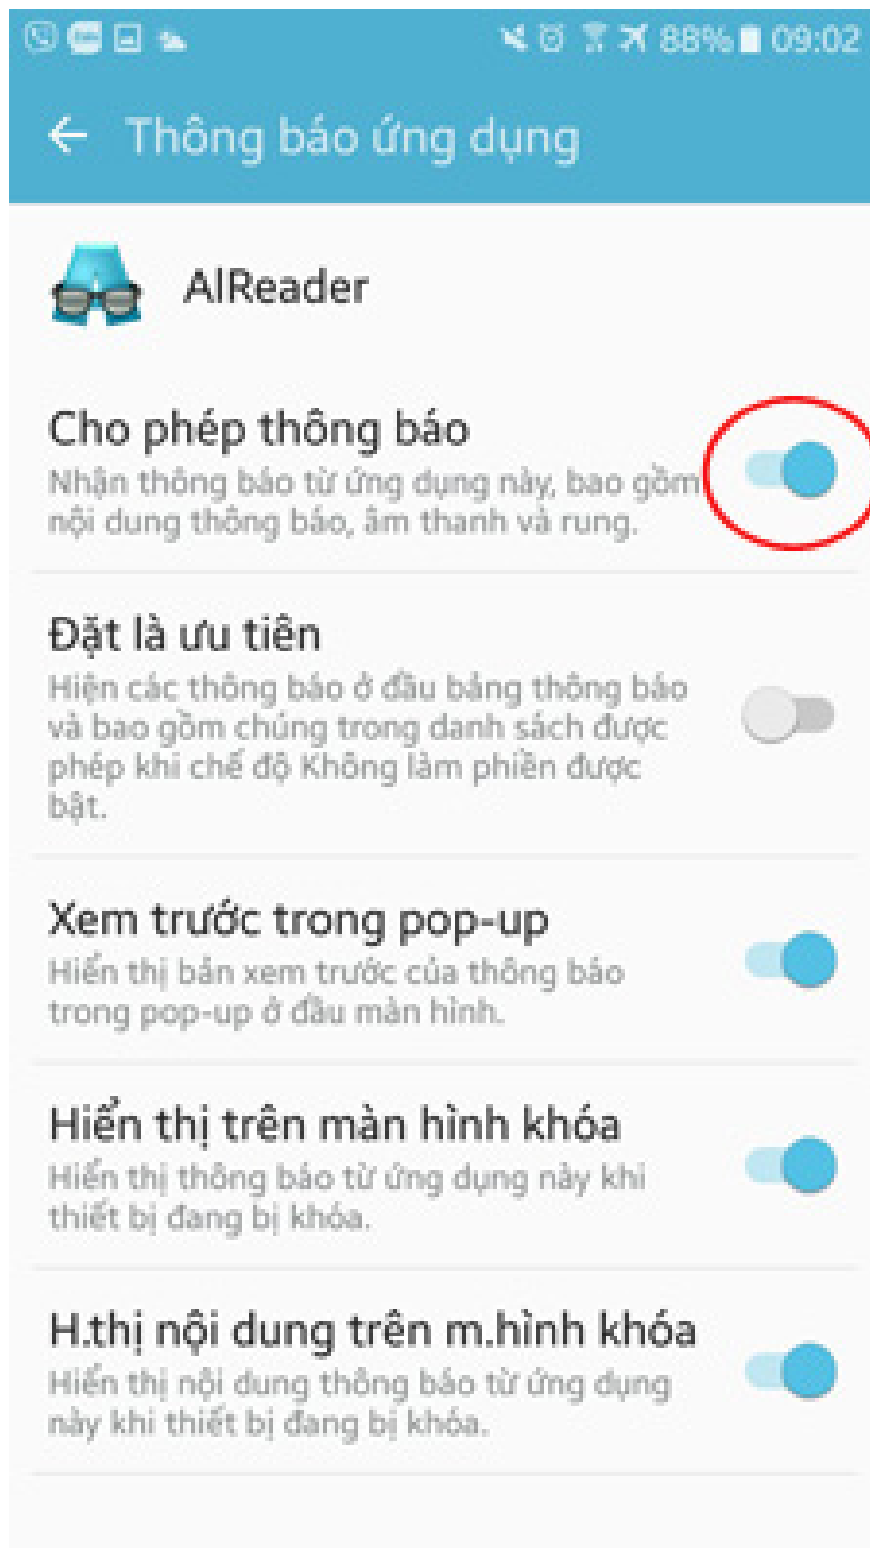 88% 09:02
Thông báo ứng dụng
AlReader
Cho phép thông báo
Nhận thông báo từ ứng dụng này, bao gồm
nội dung thông báo, âm thanh và rung.
Đặt là ưu tiên
Hiện các thông báo ở đầu bảng thông báo
và bao gồm chúng trong danh sách được
phép khi chế độ Không làm phiền được
bật.
Xem trước trong pop-up
Hiển thị bản xem trước của thông báo
trong pop-up ở đầu màn hình.
Hiển thị trên màn hình khóa
Hiển thị thông báo từ ứng dụng này khi
thiết bị đang bị khóa.
H.thị nội dung trên m.hình khóa
Hiển thị nội dung thông báo từ ứng dụng
này khi thiết bị đang bị khóa.